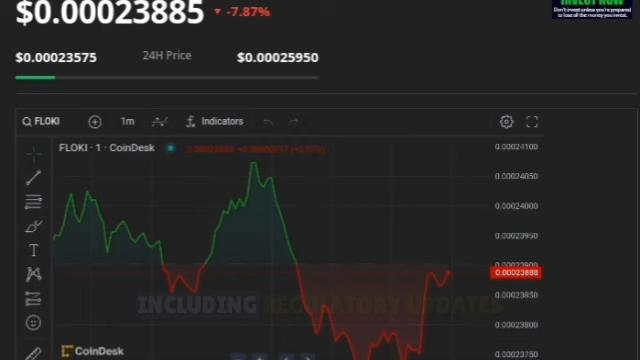 INVEST NOW
Don't invest unless you're prepared
to lose all the money you invest.
$0.00023885 -7.87%
$0.00023575 24H Price $0.00025950
FLOKI 1m Indicators
FLOKI · 1 · CoinDesk
0.00024100
0.00024050
0.00024000
0.00023950
0.00023900
0.00023888
0.00023850
0.00023800
0.00023750
INCLUDING REGULATORY UPDATES
CoinDesk